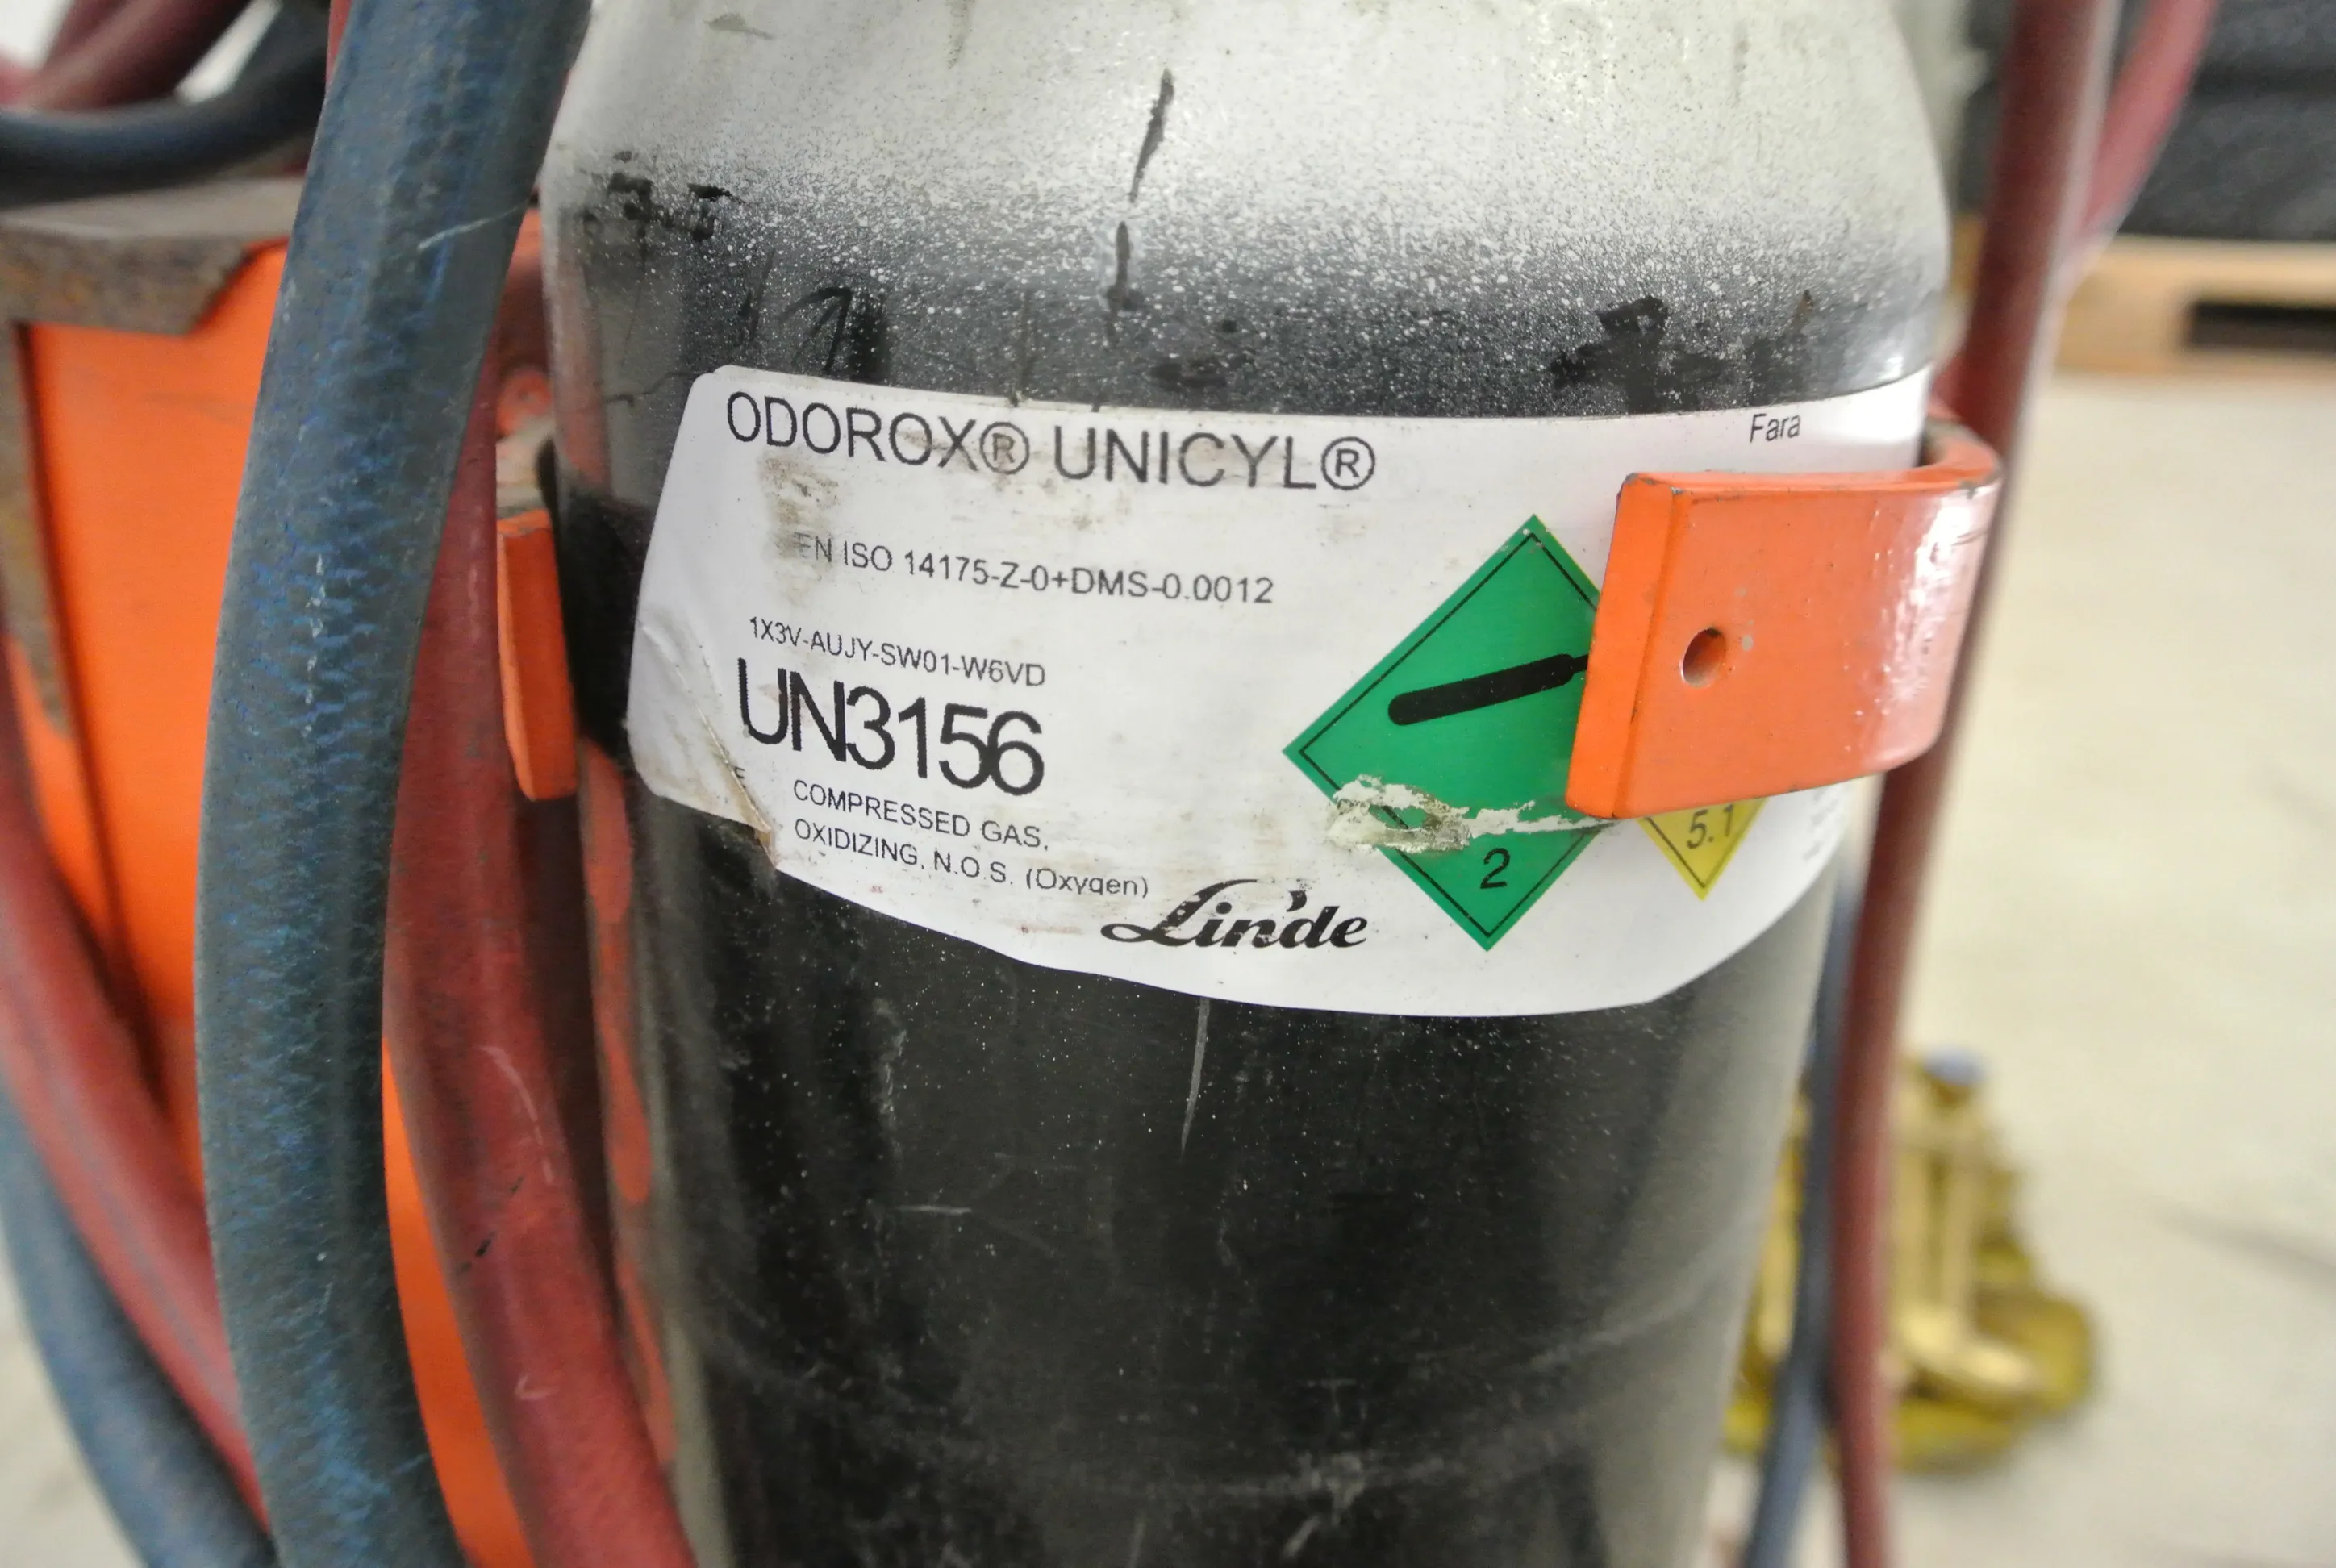 ODOROX® UNICYL®
Fara
EN ISO 14175-Z-0+DMS-0.0012
1X3V-AUJY-SW01-W6VD
UN3156
COMPRESSED GAS,
OXIDIZING, N.O.S. (Oxygen)
2
5.1
Linde